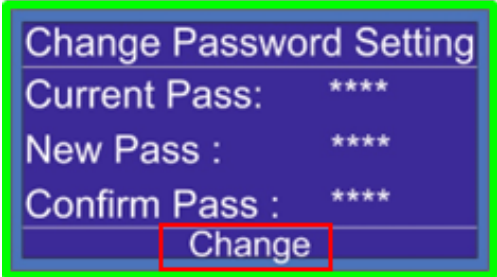 Change Password Setting
Current Pass: ****
New Pass : ****
Confirm Pass : ****
Change